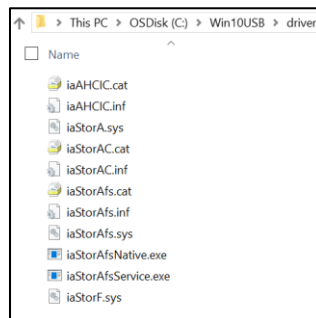 This PC > OSDisk (C:) > Win10USB > driver
Name
iaAHCIC.cat
iaAHCIC.inf
iaStorA.sys
iaStorAC.cat
iaStorAC.inf
iaStorAfs.cat
iaStorAfs.inf
iaStorAfs.sys
iaStorAfsNative.exe
iaStorAfsService.exe
iaStorF.sys